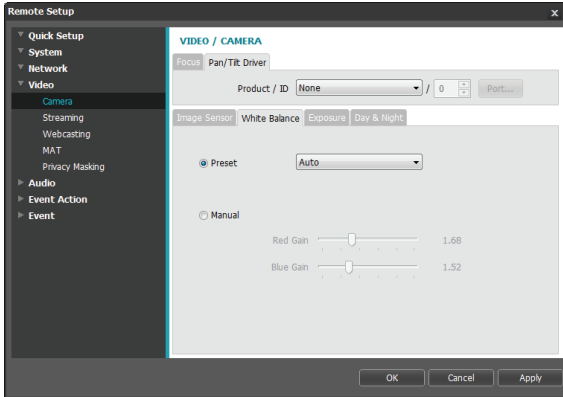 Remote Setup
x
Quick Setup
System
Network
Video
Camera
Streaming
Webcasting
MAT
Privacy Masking
Audio
Event Action
Event
VIDEO / CAMERA
Focus Pan/Tilt Driver
Product / ID None / 0 Port...
Image Sensor White Balance Exposure Day & Night
Preset Auto
Manual
Red Gain 1.68
Blue Gain 1.52
OK Cancel Apply